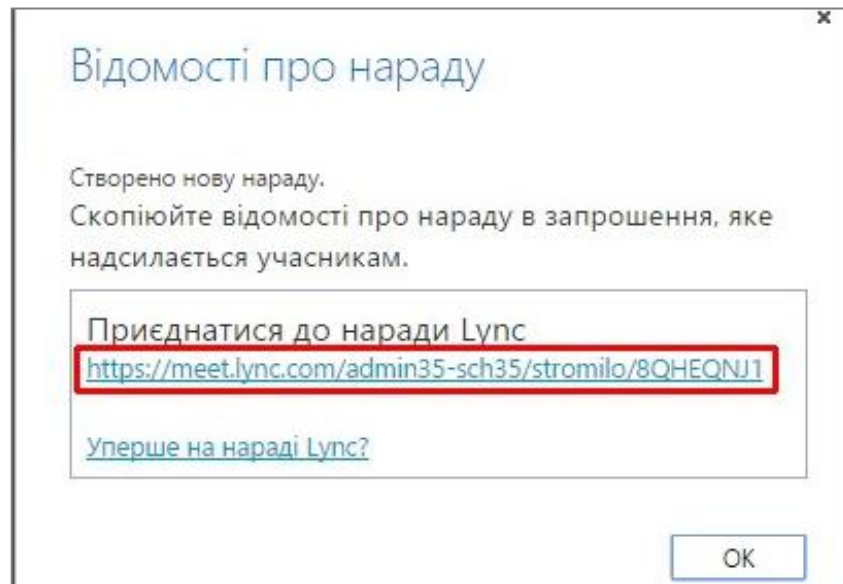 Відомості про нараду
Створено нову нараду.
Скопіюйте відомості про нараду в запрошення, яке
надсилається учасникам.
Приєднатися до наради Lync
https://meet.lync.com/admin35-sch35/stromilo/8QHEQNJ1
Уперше на нараді Lync?
OK